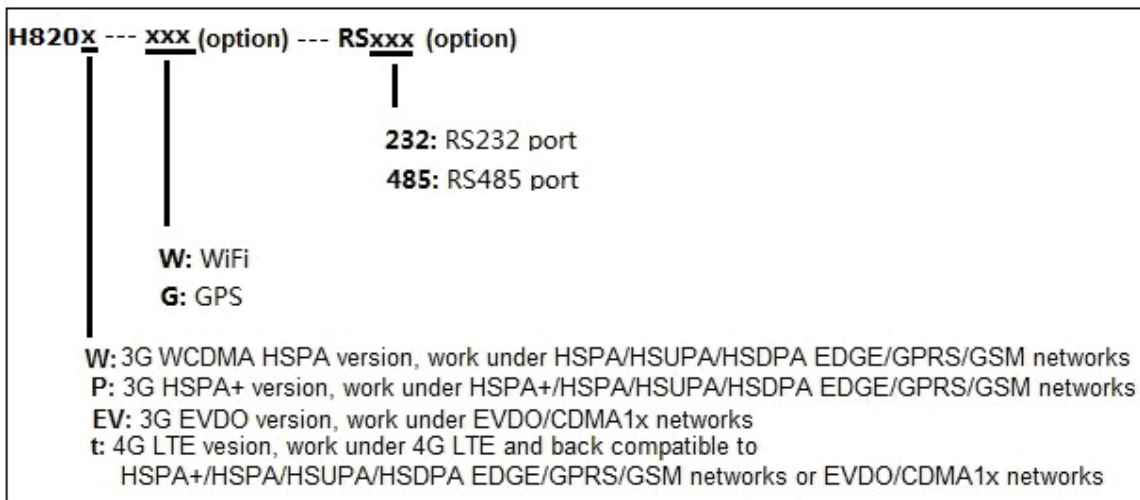 H820x --- xxx (option) --- RSxxx (option)
232: RS232 port
485: RS485 port
W: WiFi
G: GPS
W: 3G WCDMA HSPA version, work under HSPA/HSUPA/HSDPA EDGE/GPRS/GSM networks
P: 3G HSPA+ version, work under HSPA+/HSPA/HSUPA/HSDPA EDGE/GPRS/GSM networks
EV: 3G EVDO version, work under EVDO/CDMA1x networks
t: 4G LTE vesion, work under 4G LTE and back compatible to
HSPA+/HSPA/HSUPA/HSDPA EDGE/GPRS/GSM networks or EVDO/CDMA1x networks